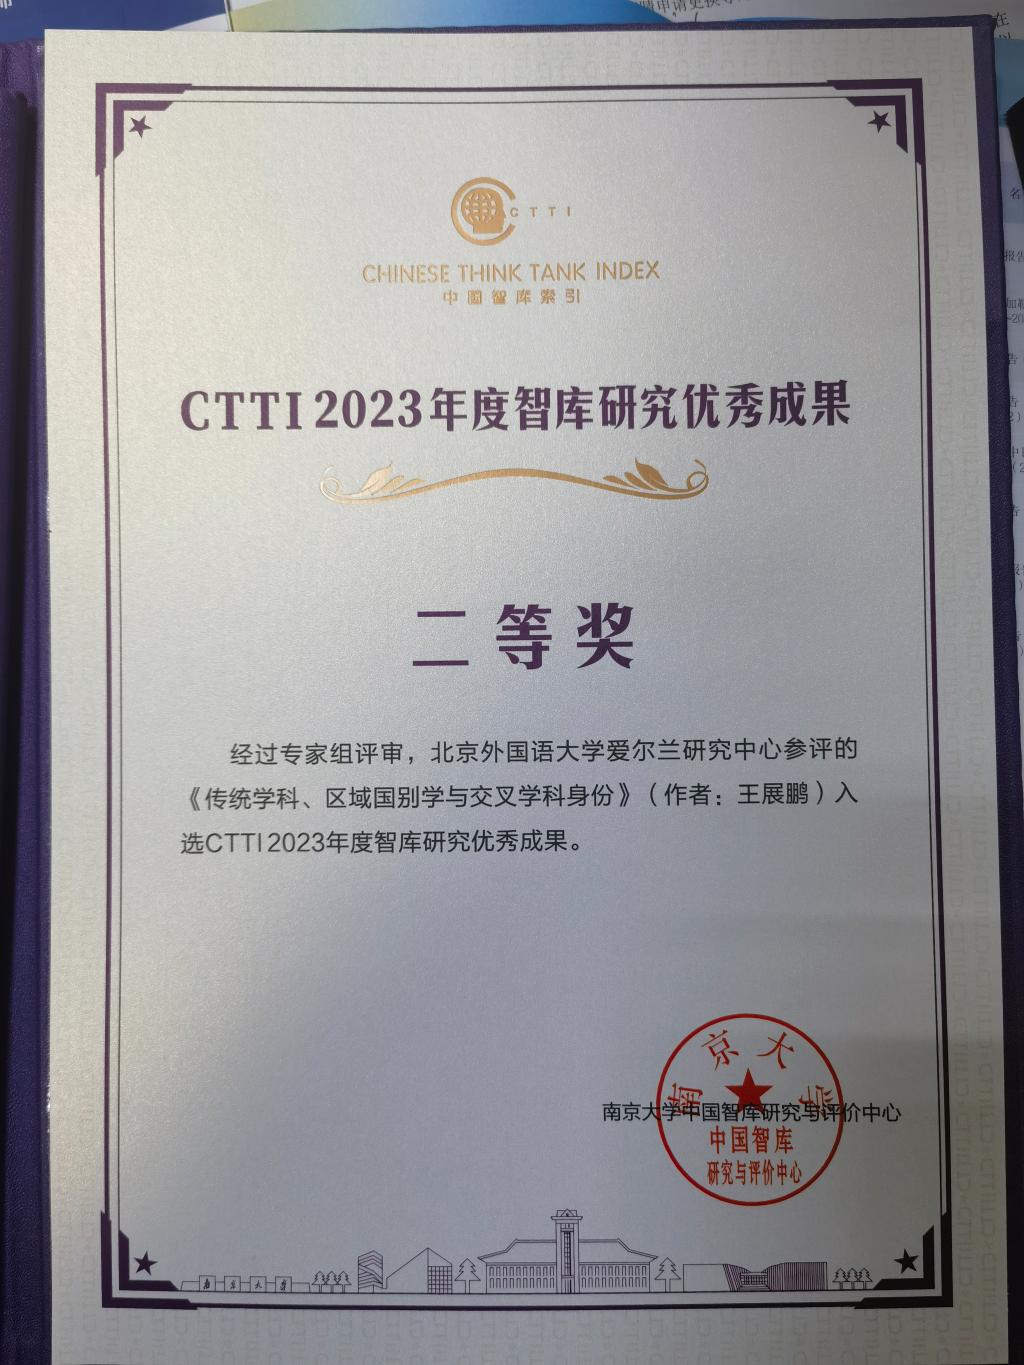 CTTI
CHINESE THINK TANK INDEX
中国智库索引
CTTI 2023年度智库研究优秀成果
二等奖
经过专家组评审，北京外国语大学爱尔兰研究中心参评的
《传统学科、区域国别学与交叉学科身份》（作者：王展鹏）入
选CTTI 2023年度智库研究优秀成果。
南京大学
南京大学中国智库研究与评价中心
中国智库
研究与评价中心
南京大学